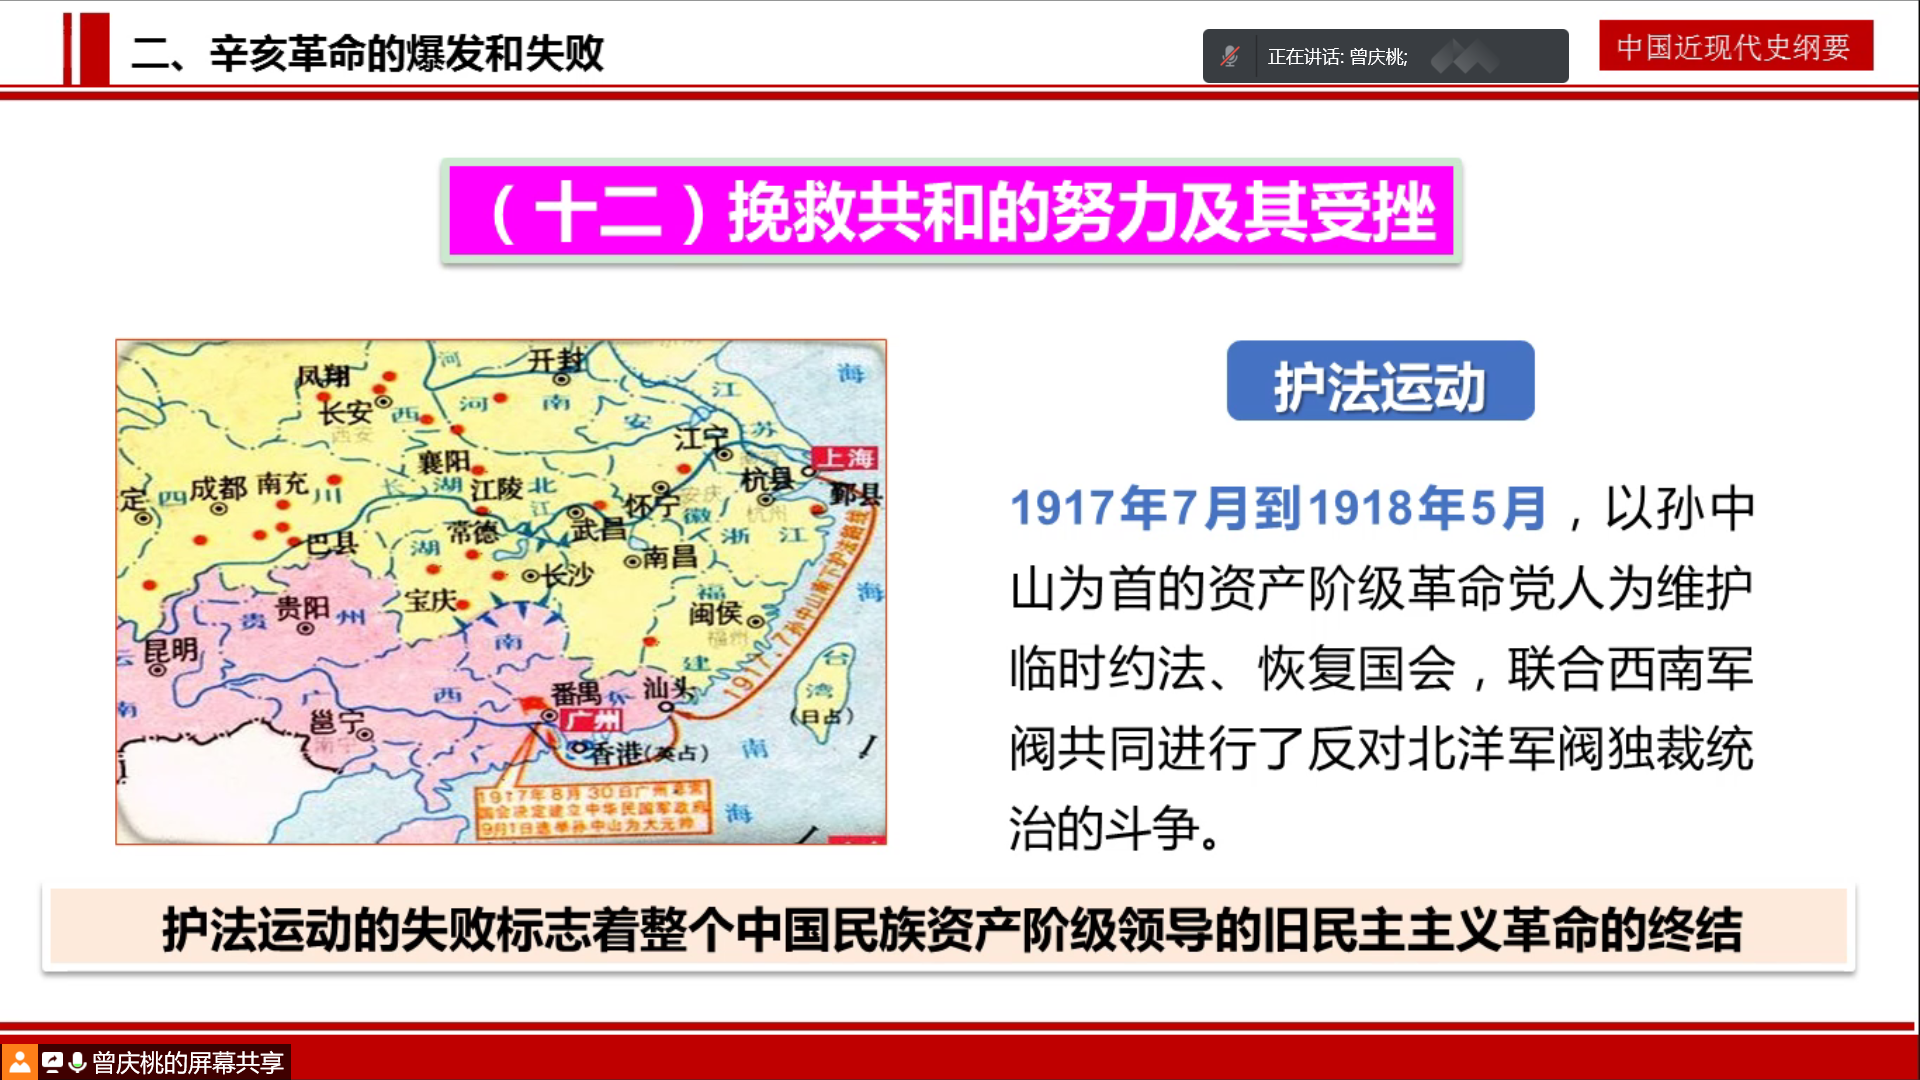 二、辛亥革命的爆发和失败
正在讲话: 曾庆桃;
中国近现代史纲要
（十二）挽救共和的努力及其受挫
护法运动
1917年7月到1918年5月，以孙中
山为首的资产阶级革命党人为维护
临时约法、恢复国会，联合西南军
阀共同进行了反对北洋军阀独裁统
治的斗争。
凤翔
开封
河
海
长安
西
西安
河
南
江
安
江宁
苏
襄阳
上海
定
四
成都
南充
川
长
湖
江陵
北
江
怀宁
安庆
杭县
杭州
鄞县
巴县
湖
常德
武昌
徽
浙
江
南昌
长沙
宝庆
福
闽侯
福州
海
贵
贵阳
州
昆明
云
南
南
建
1917.7孙中山南下护法路线
台
湾
(日占)
广
西
番禺
东
汕头
广州
邕宁
南宁
香港(英占)
南
海
1917年8月30日广州非常
国会决定建立中华民国军政府
9月1日选举孙中山为大元帅
护法运动的失败标志着整个中国民族资产阶级领导的旧民主主义革命的终结
曾庆桃的屏幕共享